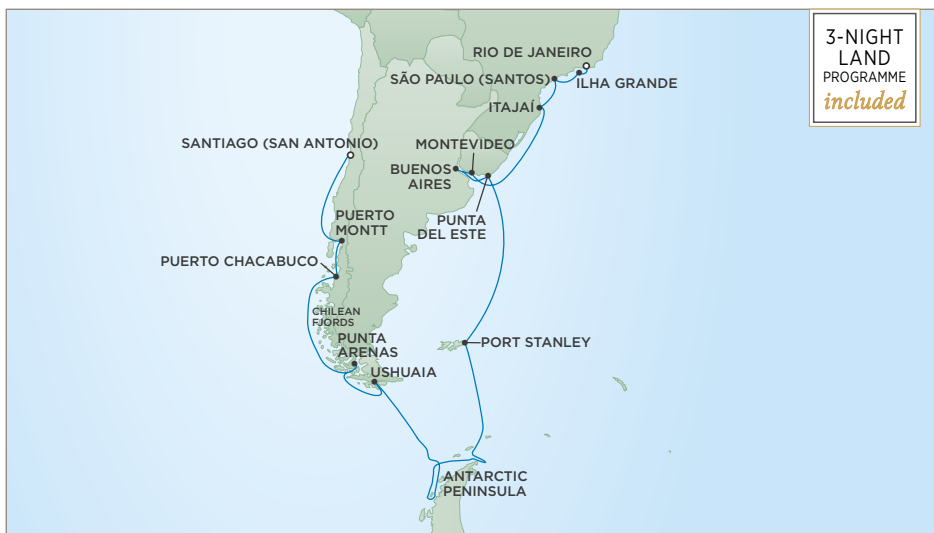 3-NIGHT
LAND
PROGRAMME
included
RIO DE JANEIRO
SÃO PAULO (SANTOS)
ILHA GRANDE
ITAJAÍ
SANTIAGO (SAN ANTONIO)
MONTEVIDEO
BUENOS
AIRES
PUNTA
DEL ESTE
PUERTO
MONTT
PUERTO CHACABUCO
CHILEAN
FJORDS
PUNTA
ARENAS
PORT STANLEY
USHUAIA
ANTARCTIC
PENINSULA